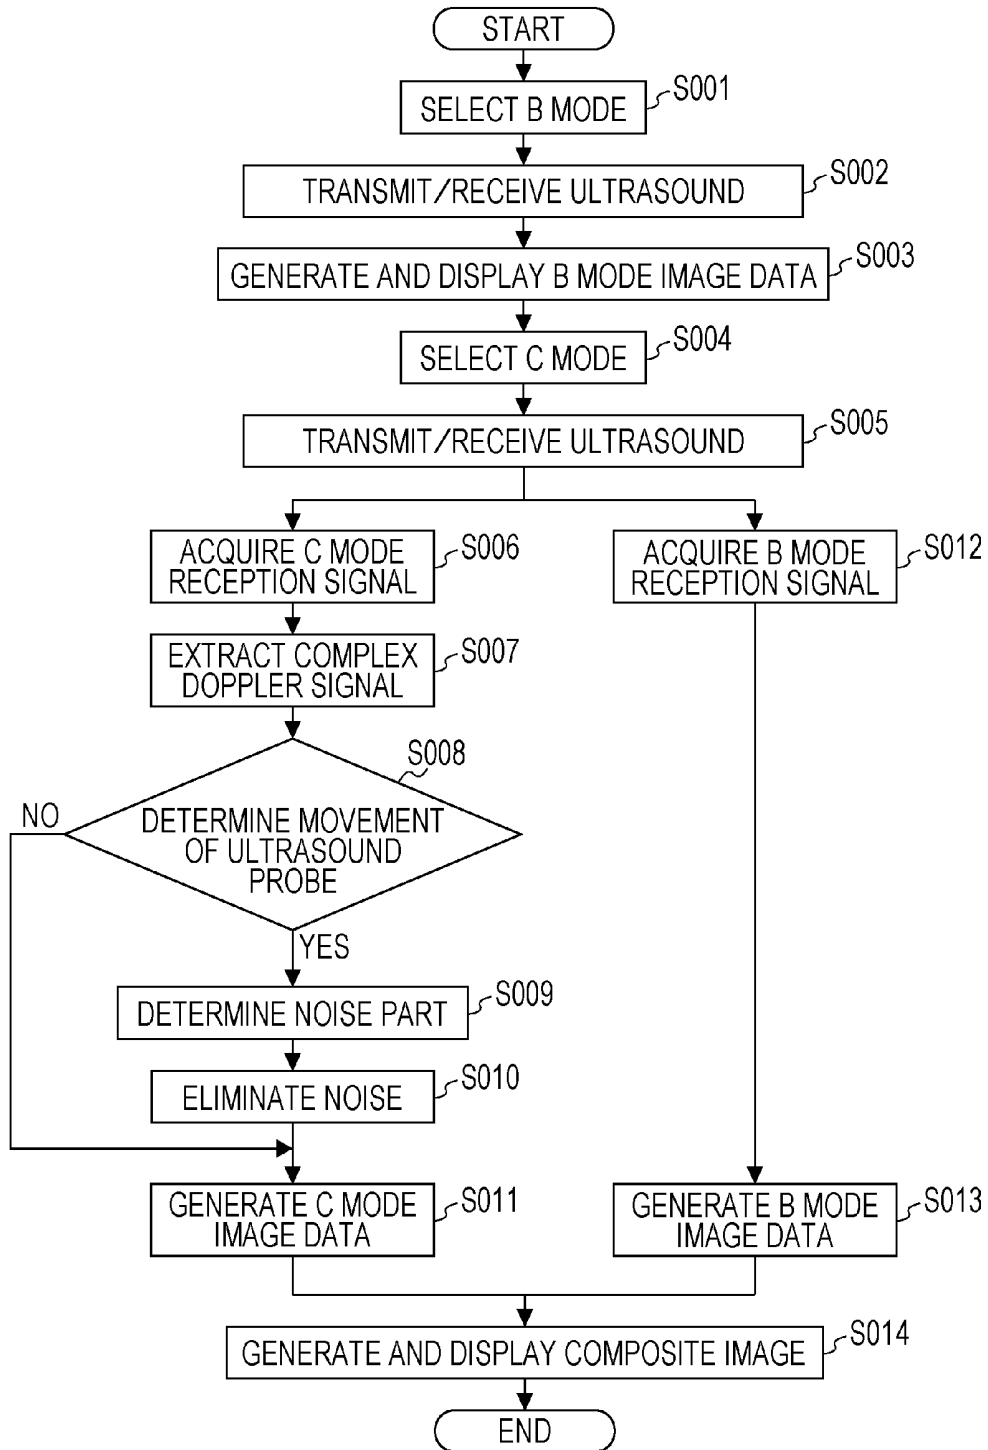 START
SELECT B MODE
S001
TRANSMIT/RECEIVE ULTRASOUND
S002
GENERATE AND DISPLAY B MODE IMAGE DATA
S003
SELECT C MODE
S004
TRANSMIT/RECEIVE ULTRASOUND
S005
ACQUIRE C MODE
RECEPTION SIGNAL
S006
ACQUIRE B MODE
RECEPTION SIGNAL
S012
EXTRACT COMPLEX
DOPPLER SIGNAL
S007
S008
NO
DETERMINE MOVEMENT
OF ULTRASOUND
PROBE
YES
DETERMINE NOISE PART
S009
ELIMINATE NOISE
S010
GENERATE C MODE
IMAGE DATA
S011
GENERATE B MODE
IMAGE DATA
S013
GENERATE AND DISPLAY COMPOSITE IMAGE
S014
END